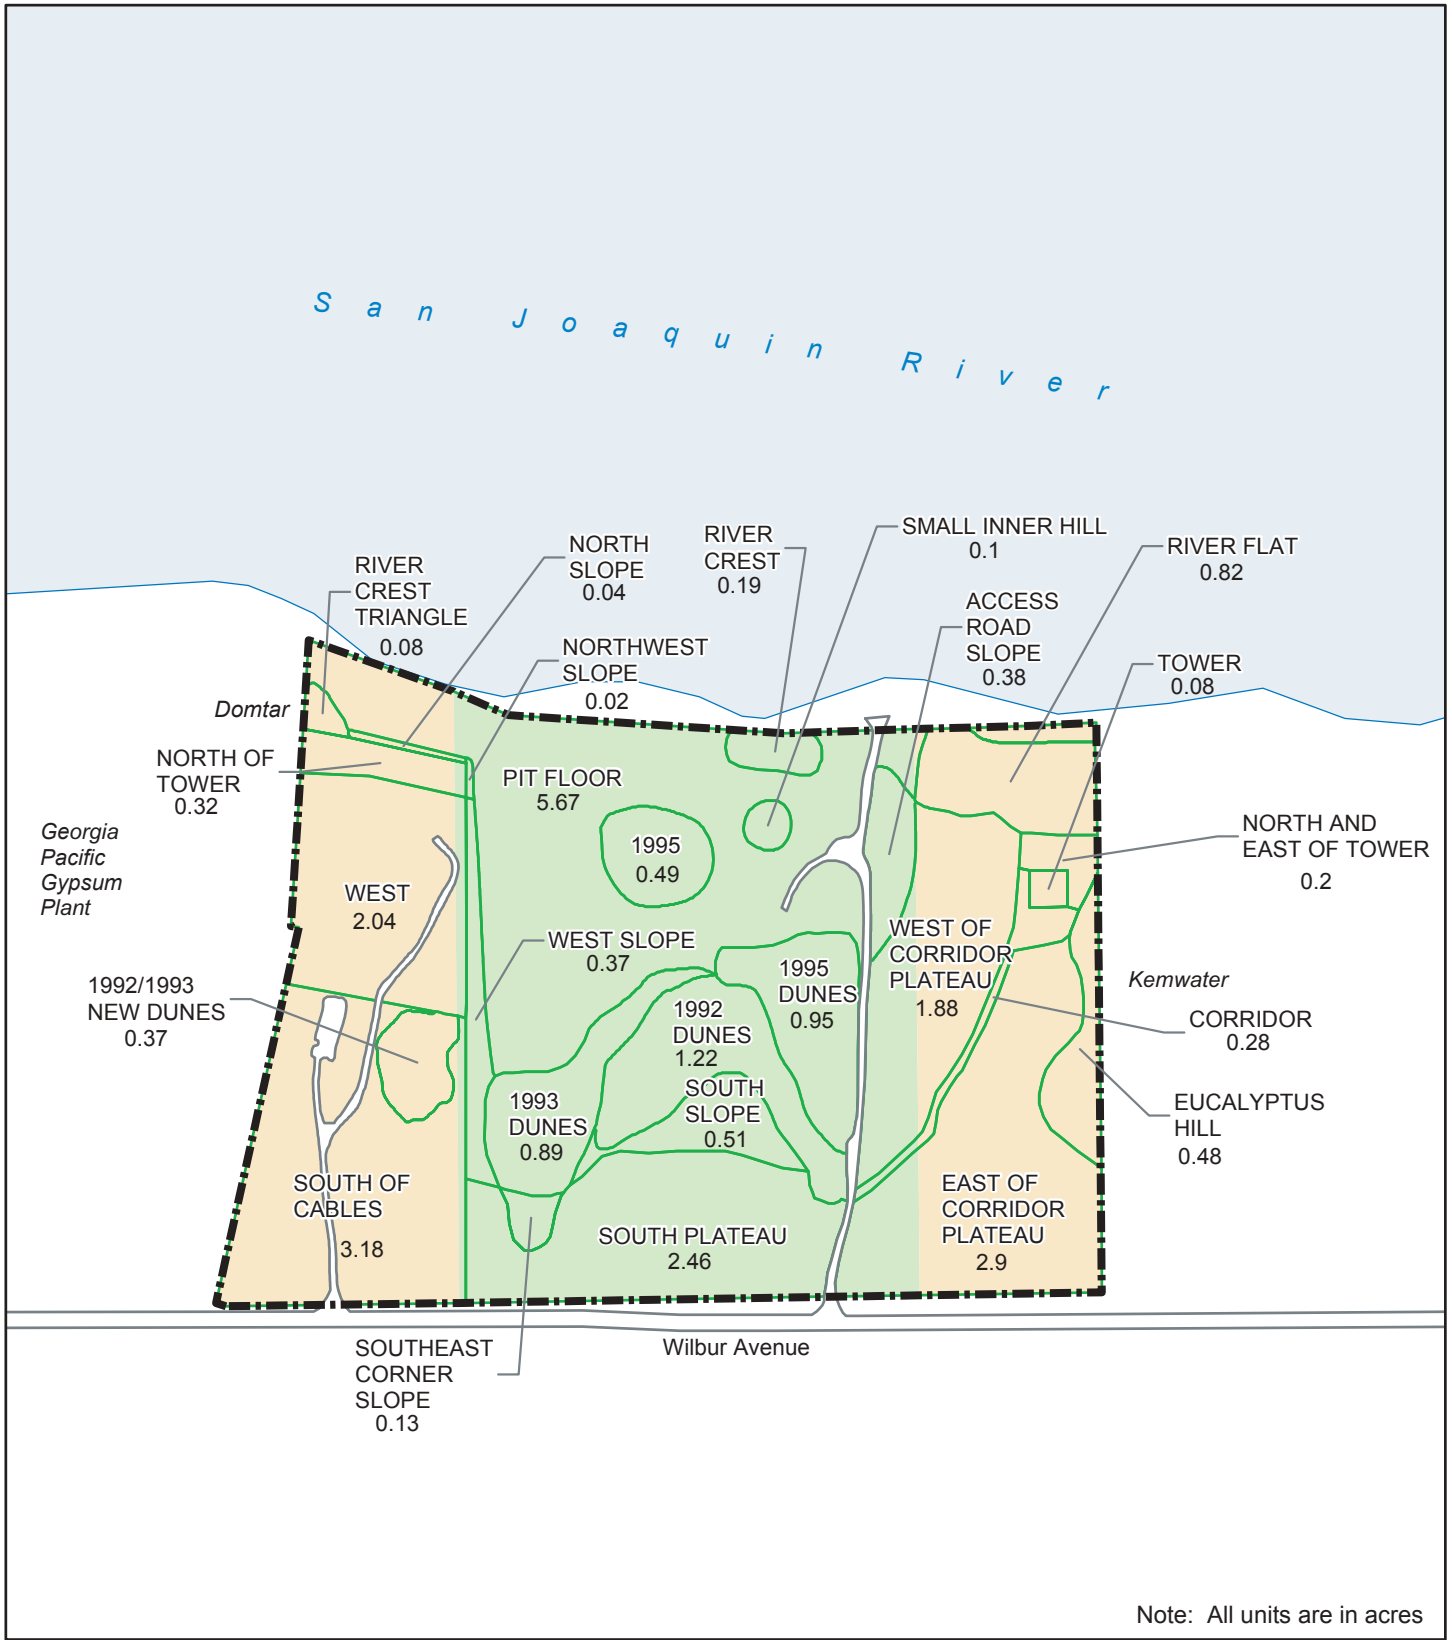 San Joaquin River
SMALL INNER HILL
0.1
RIVER
CREST
0.19
NORTH
SLOPE
0.04
RIVER FLAT
0.82
RIVER
CREST
TRIANGLE
0.08
ACCESS
ROAD
SLOPE
0.38
NORTHWEST
SLOPE
0.02
TOWER
0.08
Domtar
NORTH OF
TOWER
0.32
PIT FLOOR
5.67
Georgia
Pacific
Gypsum
Plant
1995
0.49
NORTH AND
EAST OF TOWER
0.2
WEST
2.04
WEST SLOPE
0.37
WEST OF
CORRIDOR
PLATEAU
1.88
1995
DUNES
0.95
Kemwater
1992/1993
NEW DUNES
0.37
1992
DUNES
1.22
CORRIDOR
0.28
SOUTH
SLOPE
0.51
1993
DUNES
0.89
EUCALYPTUS
HILL
0.48
SOUTH OF
CABLES
3.18
EAST OF
CORRIDOR
PLATEAU
2.9
SOUTH PLATEAU
2.46
Wilbur Avenue
SOUTHEAST
CORNER
SLOPE
0.13
Note: All units are in acres